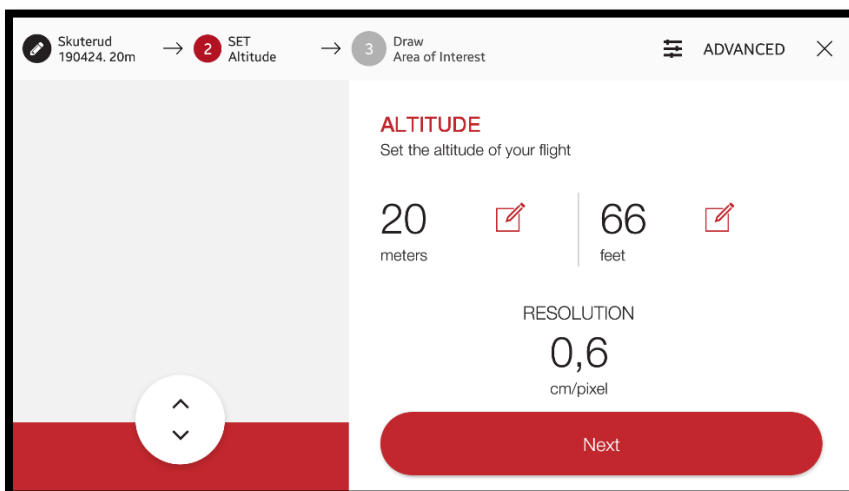 Skuterud
190424. 20m
2
SET
Altitude
3
Draw
Area of Interest
ADVANCED
ALTITUDE
Set the altitude of your flight
20
meters
66
feet
RESOLUTION
0,6
cm/pixel
Next